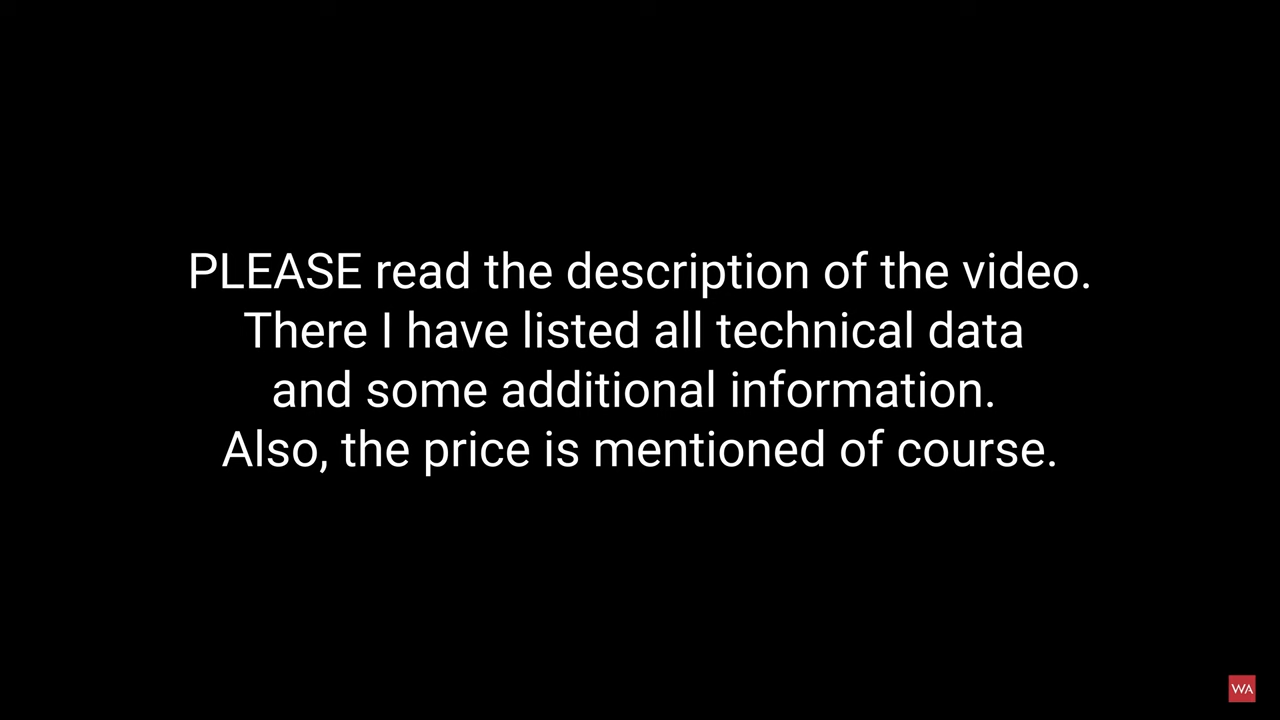 PLEASE read the description of the video.
There I have listed all technical data
and some additional information.
Also, the price is mentioned of course.
WA